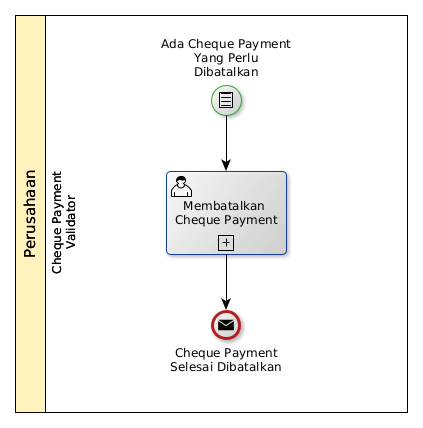 Perusahaan
Cheque Payment
Validator
Ada Cheque Payment
Yang Perlu
Dibatalkan
Membatalkan
Cheque Payment
Cheque Payment
Selesai Dibatalkan